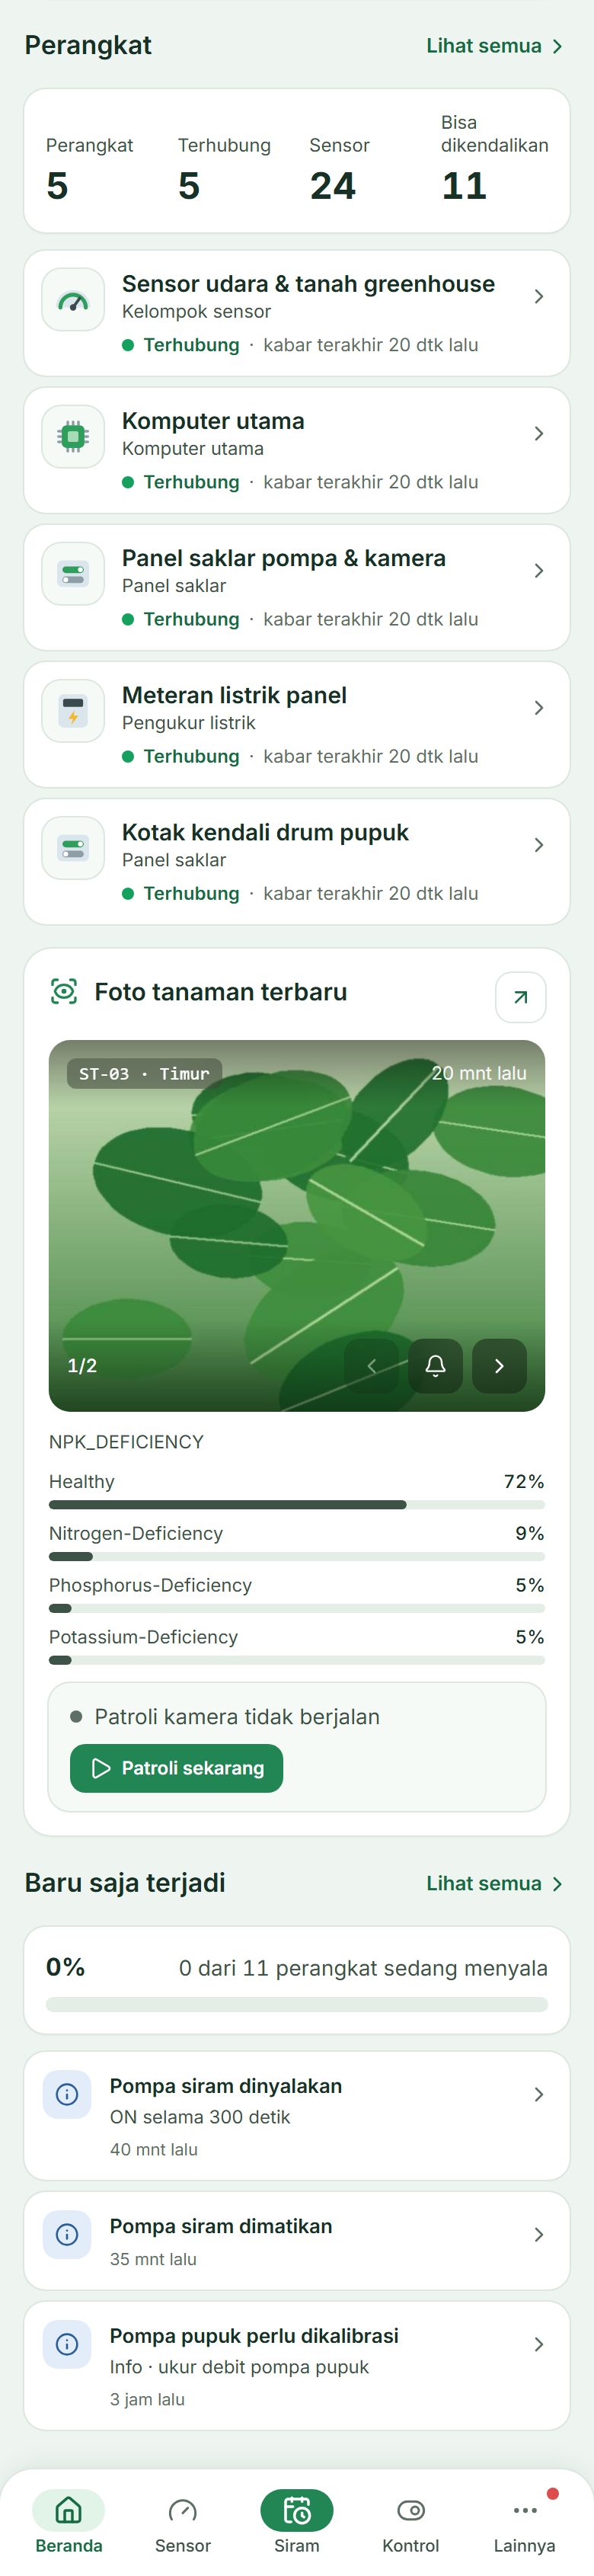 Perangkat
Lihat semua
Perangkat
5
Terhubung
5
Sensor
24
Bisa
dikendalikan
11
Sensor udara & tanah greenhouse
Kelompok sensor
Terhubung · kabar terakhir 20 dtk lalu
Komputer utama
Komputer utama
Terhubung · kabar terakhir 20 dtk lalu
Panel saklar pompa & kamera
Panel saklar
Terhubung · kabar terakhir 20 dtk lalu
Meteran listrik panel
Pengukur listrik
Terhubung · kabar terakhir 20 dtk lalu
Kotak kendali drum pupuk
Panel saklar
Terhubung · kabar terakhir 20 dtk lalu
Foto tanaman terbaru
ST-03 · Timur
20 mnt lalu
1/2
NPK_DEFICIENCY
Healthy 72%
Nitrogen-Deficiency 9%
Phosphorus-Deficiency 5%
Potassium-Deficiency 5%
Patroli kamera tidak berjalan
Patroli sekarang
Baru saja terjadi
Lihat semua
0% 0 dari 11 perangkat sedang menyala
Pompa siram dinyalakan
ON selama 300 detik
40 mnt lalu
Pompa siram dimatikan
35 mnt lalu
Pompa pupuk perlu dikalibrasi
Info · ukur debit pompa pupuk
3 jam lalu
Beranda
Sensor
Siram
Kontrol
Lainnya